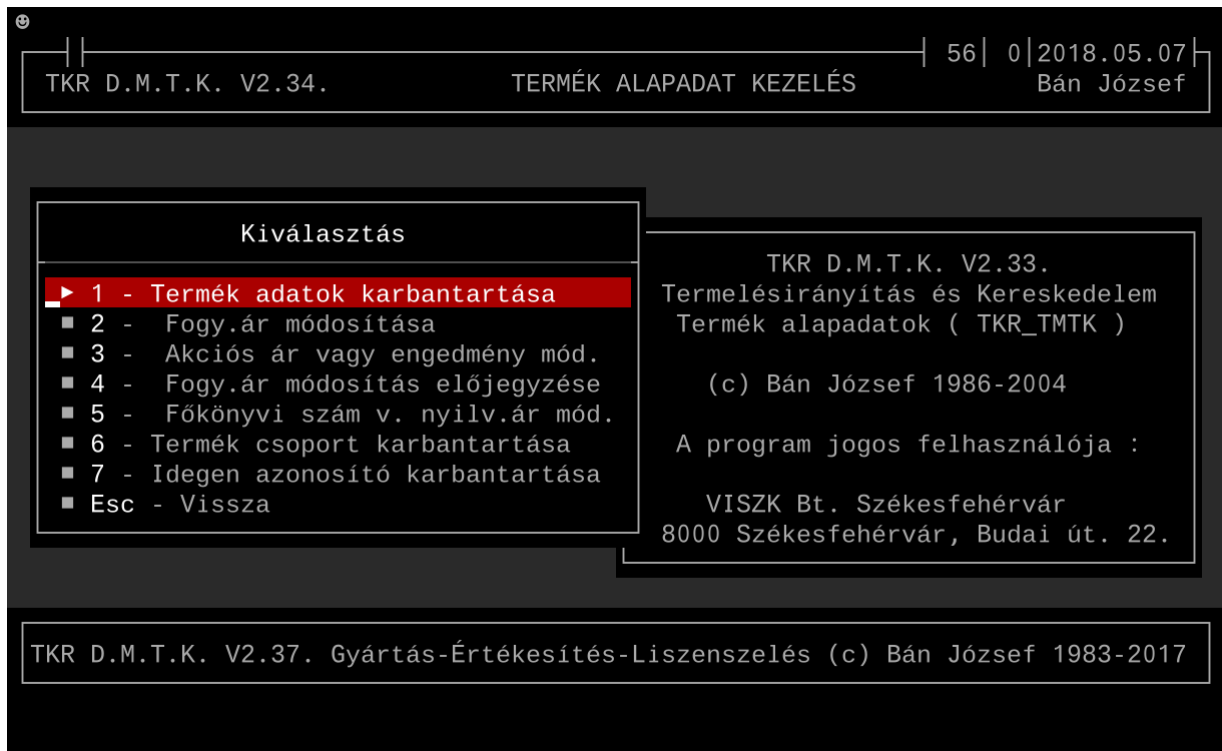 56 0 2018.05.07
TKR D.M.T.K. V2.34. TERMÉK ALAPADAT KEZELÉS Bán József
Kiválasztás
1 - Termék adatok karbantartása
2 - Fogy.ár módosítása
3 - Akciós ár vagy engedmény mód.
4 - Fogy.ár módosítás előjegyzése
5 - Főkönyvi szám v. nyilv.ár mód.
6 - Termék csoport karbantartása
7 - Idegen azonosító karbantartása
Esc - Vissza
TKR D.M.T.K. V2.33.
Termelésirányítás és Kereskedelem
Termék alapadatok ( TKR_TMTK )
(c) Bán József 1986-2004
A program jogos felhasználója :
VISZK Bt. Székesfehérvár
8000 Székesfehérvár, Budai út. 22.
TKR D.M.T.K. V2.37. Gyártás-Értékesítés-Liszenszelés (c) Bán József 1983-2017